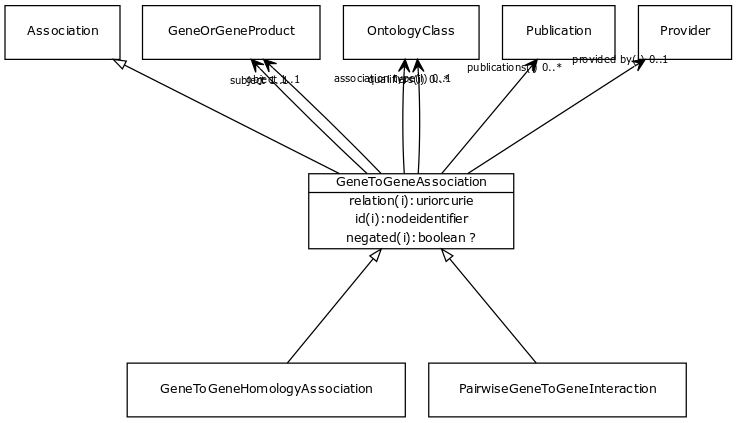 Association
GeneOrGeneProduct
OntologyClass
Publication
Provider
subject 1..1
object 1..1
association type(i) 0..1
qualifiers(i) 0..*
publications(i) 0..*
provided by(i) 0..1
GeneToGeneAssociation
relation(i):uriorcurie
id(i):nodeidentifier
negated(i):boolean ?
GeneToGeneHomologyAssociation
PairwiseGeneToGeneInteraction